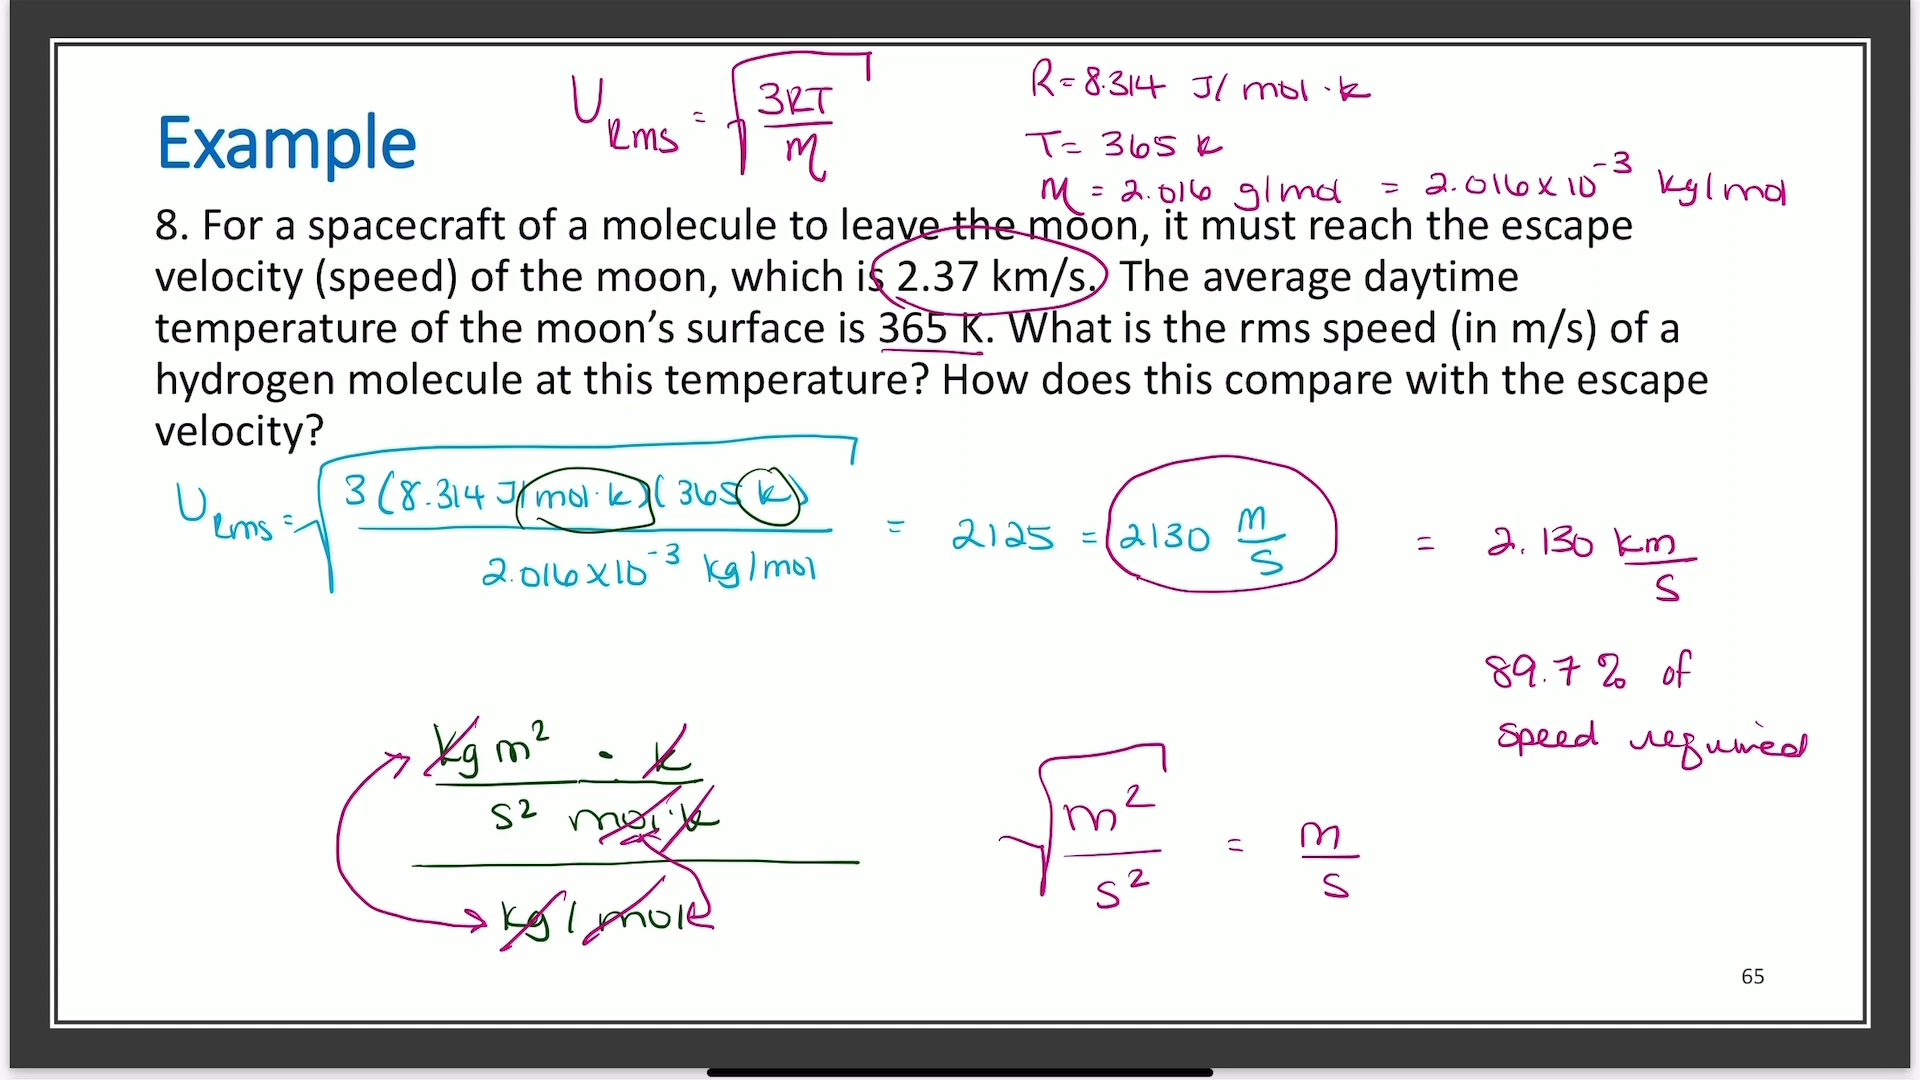 U Rms = √(3RT / M)
R = 8.314 J/ mol · k
T = 365 k
M = 2.016 g/mol = 2.016 x 10⁻³ kg/mol
Example
8. For a spacecraft of a molecule to leave the moon, it must reach the escape
velocity (speed) of the moon, which is 2.37 km/s. The average daytime
temperature of the moon's surface is 365 K. What is the rms speed (in m/s) of a
hydrogen molecule at this temperature? How does this compare with the escape
velocity?
U Rms = √(3 (8.314 J/mol·k)(365 k) / 2.016 x 10⁻³ kg/mol) = 2125 = 2130 m/s = 2.130 km/s
89.7 % of
speed required
kg m² · k
s² mol·k
kg / mole
√(m² / s²) = m/s
65